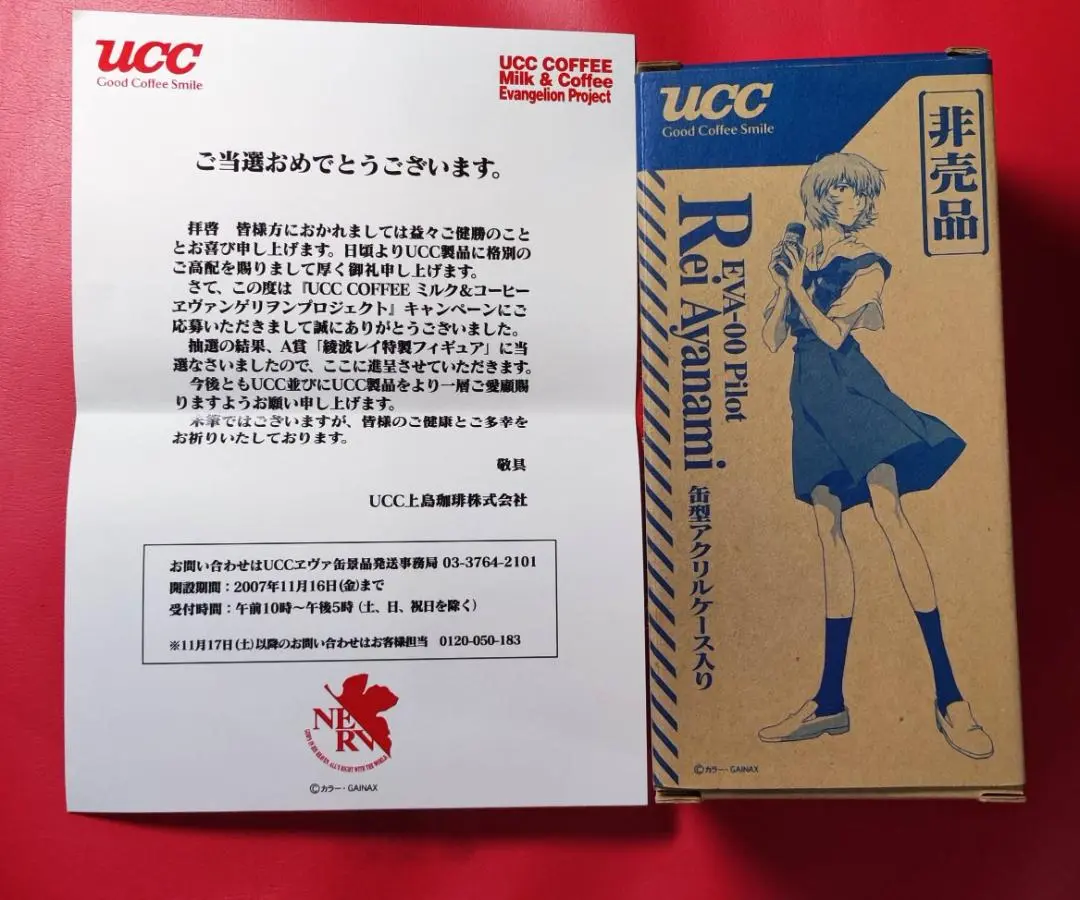 UCC
Good Coffee Smile
UCC COFFEE
Milk & Coffee
Evangelion Project
ご当選おめでとうございます。
拝啓　皆様方におかれましては益々ご健勝のこと
とお喜び申し上げます。日頃よりUCC製品に格別の
ご高配を賜りまして厚く御礼申し上げます。
さて、この度は『UCC COFFEE ミルク&コーヒー
ヱヴァンゲリヲンプロジェクト』キャンペーンにご
応募いただきまして誠にありがとうございました。
抽選の結果、A賞「綾波レイ特製フィギュア」に当
選なさいましたので、ここに進呈させていただきます。
今後ともUCC並びにUCC製品をより一層ご愛顧賜
りますようお願い申し上げます。
末筆ではございますが、皆様のご健康とご多幸を
お祈りいたしております。
敬具
UCC上島珈琲株式会社
お問い合わせはUCCヱヴァ缶景品発送事務局 03-3764-2101
開設期間：2007年11月16日(金)まで
受付時間：午前10時～午後5時 (土、日、祝日を除く)
※11月17日(土)以降のお問い合わせはお客様担当　0120-050-183
NERV
GOD'S IN HIS HEAVEN. ALL'S RIGHT WITH THE WORLD.
©カラー・GAINAX
UCC
Good Coffee Smile
非売品
EVA-00 Pilot
Rei Ayanami
缶型アクリルケース入り
©カラー・GAINAX